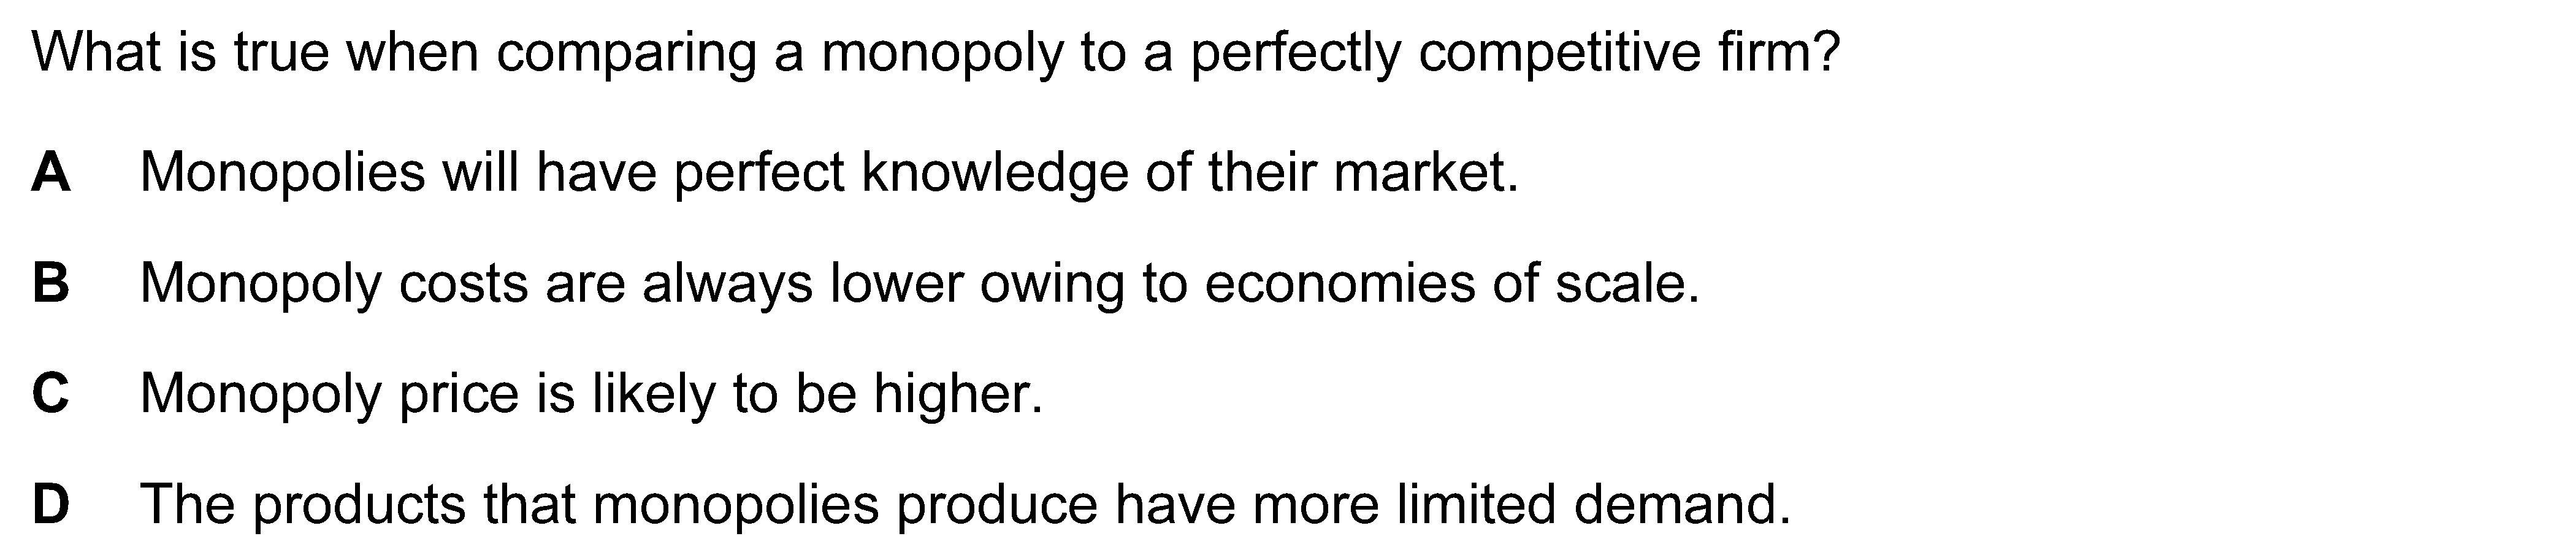 What is true when comparing a monopoly to a perfectly competitive firm?
A Monopolies will have perfect knowledge of their market.
B Monopoly costs are always lower owing to economies of scale.
C Monopoly price is likely to be higher.
D The products that monopolies produce have more limited demand.